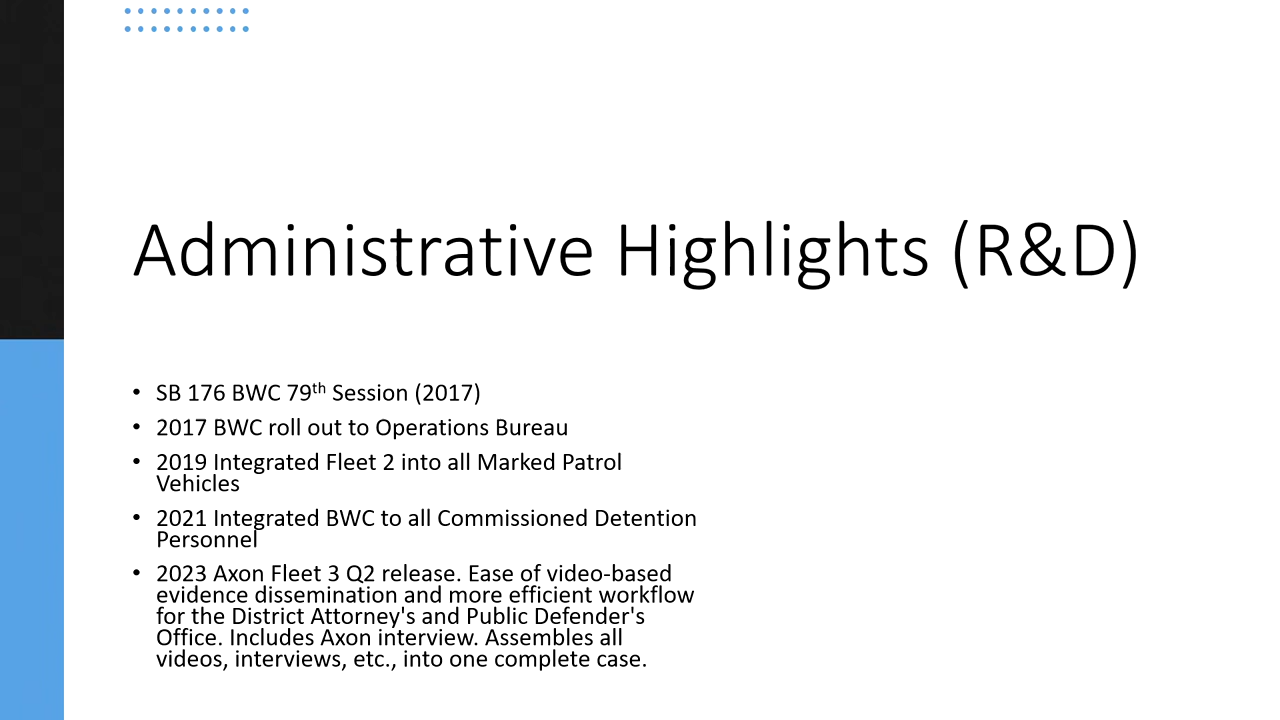 Administrative Highlights (R&D)
• SB 176 BWC 79th Session (2017)
• 2017 BWC roll out to Operations Bureau
• 2019 Integrated Fleet 2 into all Marked Patrol
Vehicles
• 2021 Integrated BWC to all Commissioned Detention
Personnel
• 2023 Axon Fleet 3 Q2 release. Ease of video-based
evidence dissemination and more efficient workflow
for the District Attorney's and Public Defender's
Office. Includes Axon interview. Assembles all
videos, interviews, etc., into one complete case.